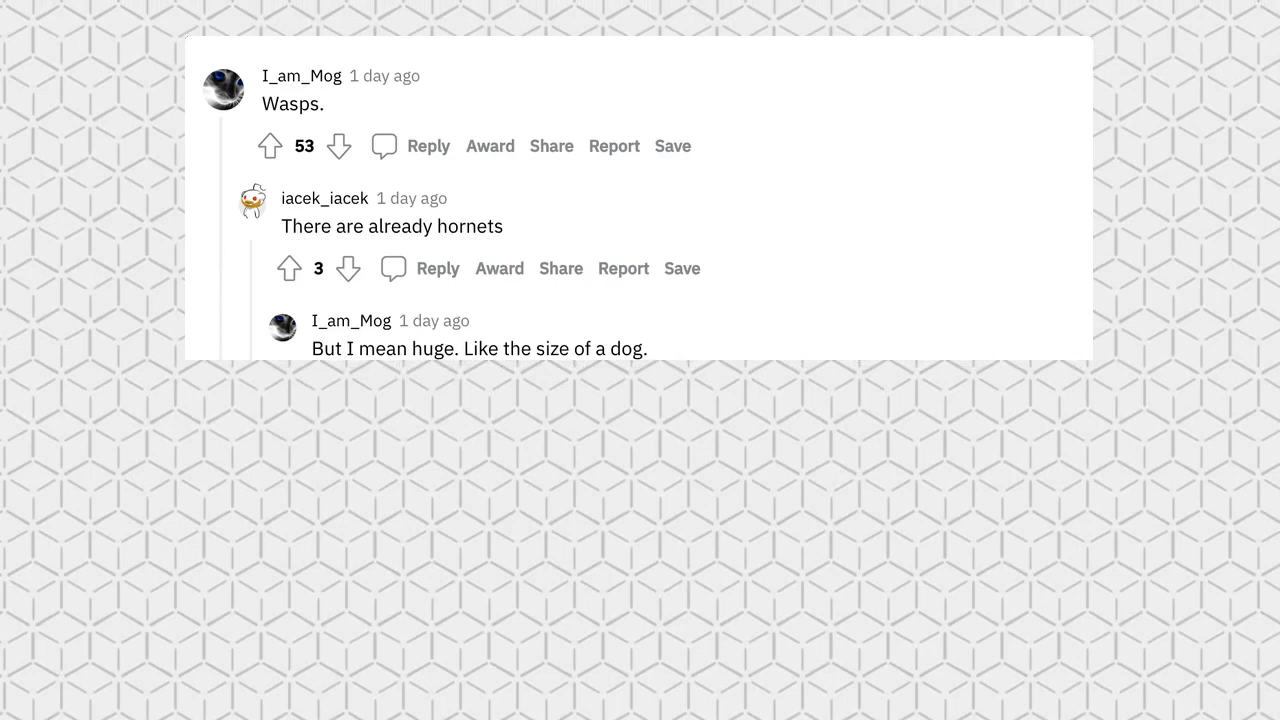 I_am_Mog 1 day ago
Wasps.
53 Reply Award Share Report Save
iacek_iacek 1 day ago
There are already hornets
3 Reply Award Share Report Save
I_am_Mog 1 day ago
But I mean huge. Like the size of a dog.